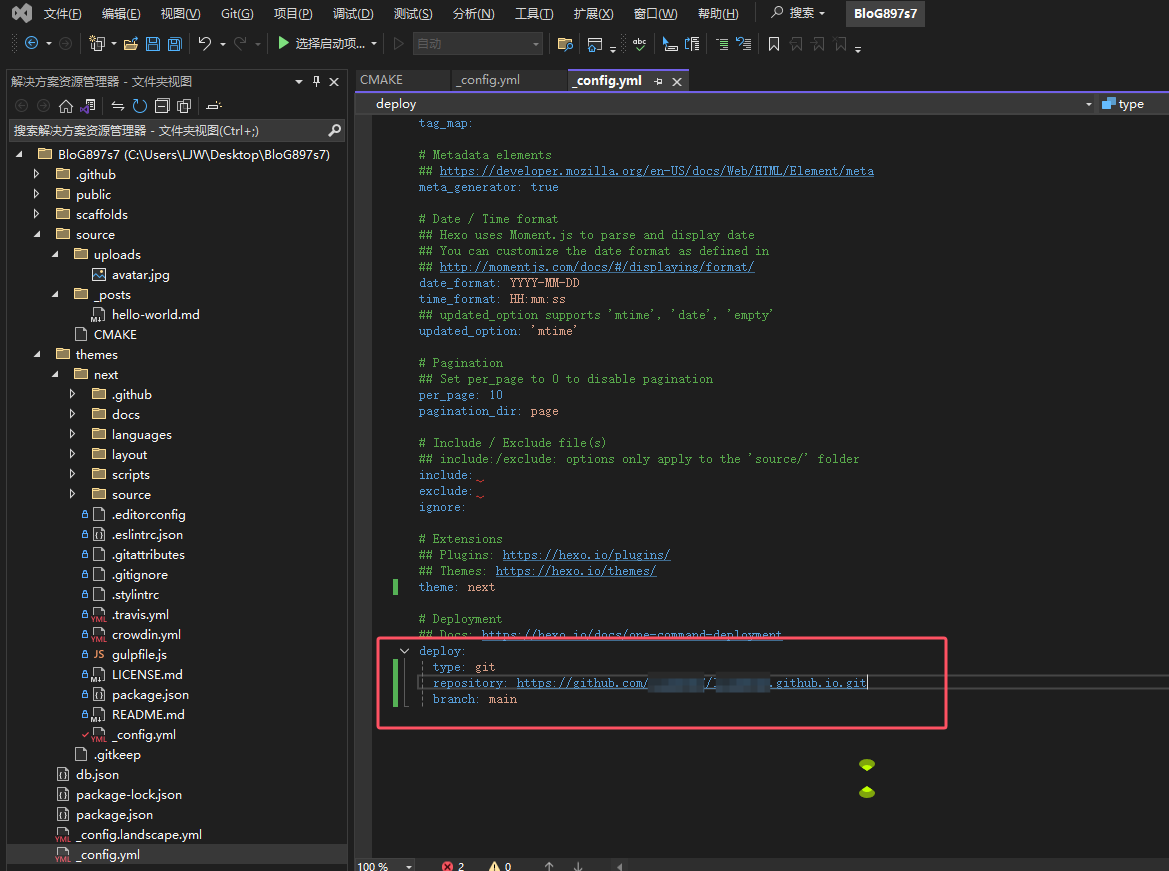 文件(F) 编辑(E) 视图(V) Git(G) 项目(P) 调试(D) 测试(S) 分析(N) 工具(T) 扩展(X) 窗口(W) 帮助(H) 搜索 BloG897s7
选择启动项... 自动 abc
解决方案资源管理器 - 文件夹视图
搜索解决方案资源管理器 - 文件夹视图(Ctrl+;)
BloG897s7 (C:\Users\LJW\Desktop\BloG897s7)
.github
public
scaffolds
source
uploads
avatar.jpg
_posts
hello-world.md
CMAKE
themes
next
.github
docs
languages
layout
scripts
source
.editorconfig
.eslintrc.json
.gitattributes
.gitignore
.stylintrc
.travis.yml
crowdin.yml
gulpfile.js
LICENSE.md
package.json
README.md
_config.yml
.gitkeep
db.json
package-lock.json
package.json
_config.landscape.yml
_config.yml
CMAKE _config.yml _config.yml
deploy type
tag_map:
# Metadata elements
## https://developer.mozilla.org/en-US/docs/Web/HTML/Element/meta
meta_generator: true
# Date / Time format
## Hexo uses Moment.js to parse and display date
## You can customize the date format as defined in
## http://momentjs.com/docs/#/displaying/format/
date_format: YYYY-MM-DD
time_format: HH:mm:ss
## updated_option supports 'mtime', 'date', 'empty'
updated_option: 'mtime'
# Pagination
## Set per_page to 0 to disable pagination
per_page: 10
pagination_dir: page
# Include / Exclude file(s)
## include:/exclude: options only apply to the 'source/' folder
include:
exclude:
ignore:
# Extensions
## Plugins: https://hexo.io/plugins/
## Themes: https://hexo.io/themes/
theme: next
# Deployment
## Docs: https://hexo.io/docs/one-command-deployment
deploy:
type: git
repository: https://github.com/ / .github.io.git
branch: main
100 % 2 0